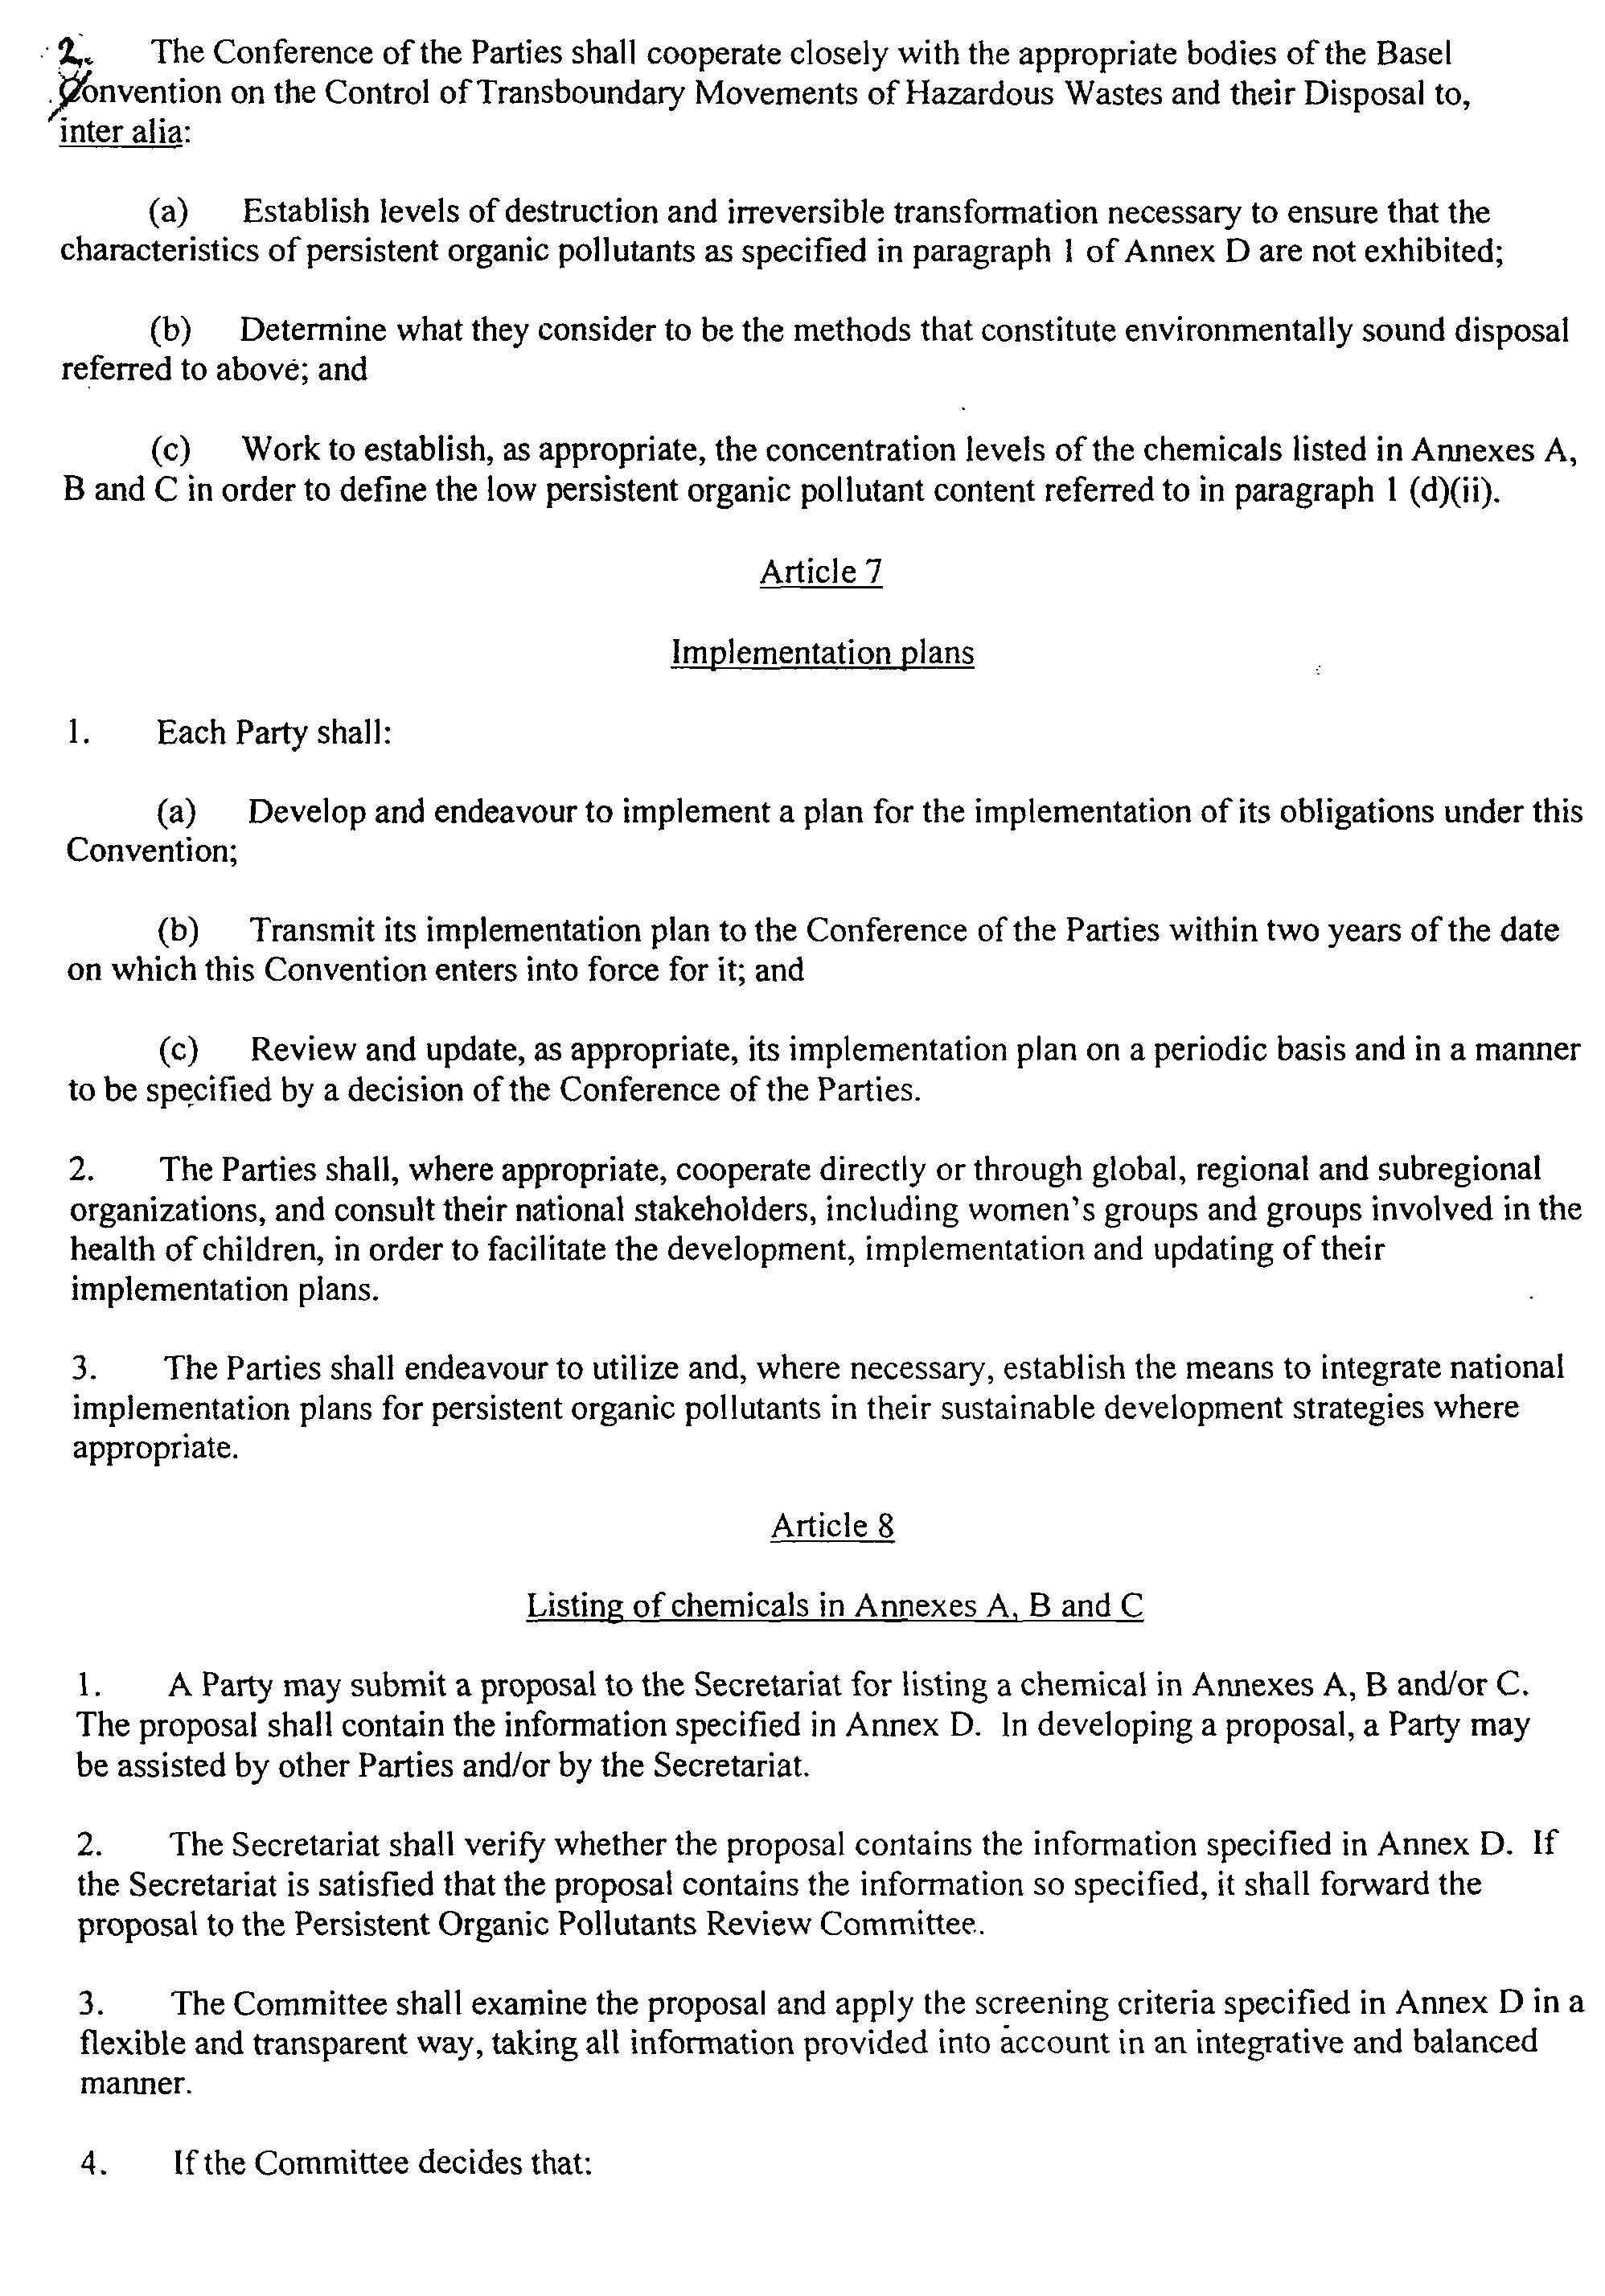 2. The Conference of the Parties shall cooperate closely with the appropriate bodies of the Basel
Convention on the Control of Transboundary Movements of Hazardous Wastes and their Disposal to,
inter alia:
(a) Establish levels of destruction and irreversible transformation necessary to ensure that the
characteristics of persistent organic pollutants as specified in paragraph 1 of Annex D are not exhibited;
(b) Determine what they consider to be the methods that constitute environmentally sound disposal
referred to above; and
(c) Work to establish, as appropriate, the concentration levels of the chemicals listed in Annexes A,
B and C in order to define the low persistent organic pollutant content referred to in paragraph 1 (d)(ii).
Article 7
Implementation plans
1. Each Party shall:
(a) Develop and endeavour to implement a plan for the implementation of its obligations under this
Convention;
(b) Transmit its implementation plan to the Conference of the Parties within two years of the date
on which this Convention enters into force for it; and
(c) Review and update, as appropriate, its implementation plan on a periodic basis and in a manner
to be specified by a decision of the Conference of the Parties.
2. The Parties shall, where appropriate, cooperate directly or through global, regional and subregional
organizations, and consult their national stakeholders, including women's groups and groups involved in the
health of children, in order to facilitate the development, implementation and updating of their
implementation plans.
3. The Parties shall endeavour to utilize and, where necessary, establish the means to integrate national
implementation plans for persistent organic pollutants in their sustainable development strategies where
appropriate.
Article 8
Listing of chemicals in Annexes A, B and C
1. A Party may submit a proposal to the Secretariat for listing a chemical in Annexes A, B and/or C.
The proposal shall contain the information specified in Annex D. In developing a proposal, a Party may
be assisted by other Parties and/or by the Secretariat.
2. The Secretariat shall verify whether the proposal contains the information specified in Annex D. If
the Secretariat is satisfied that the proposal contains the information so specified, it shall forward the
proposal to the Persistent Organic Pollutants Review Committee.
3. The Committee shall examine the proposal and apply the screening criteria specified in Annex D in a
flexible and transparent way, taking all information provided into account in an integrative and balanced
manner.
4. If the Committee decides that: